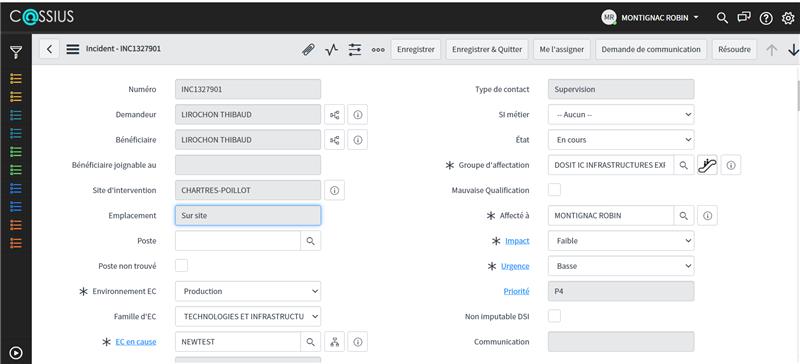 CASSIUS
MR MONTIGNAC ROBIN
Incident - INC1327901
Enregistrer
Enregistrer & Quitter
Me l'assigner
Demande de communication
Résoudre
Numéro INC1327901
Demandeur LIROCHON THIBAUD
Bénéficiaire LIROCHON THIBAUD
Bénéficiaire joignable au
Site d'intervention CHARTRES-POILLOT
Emplacement Sur site
Poste
Poste non trouvé
Environnement EC Production
Famille d'EC TECHNOLOGIES ET INFRASTRUCTU
EC en cause NEWTEST
Type de contact Supervision
SI métier -- Aucun --
État En cours
Groupe d'affectation DOSIT IC INFRASTRUCTURES EXF
Mauvaise Qualification
Affecté à MONTIGNAC ROBIN
Impact Faible
Urgence Basse
Priorité P4
Non imputable DSI
Communication